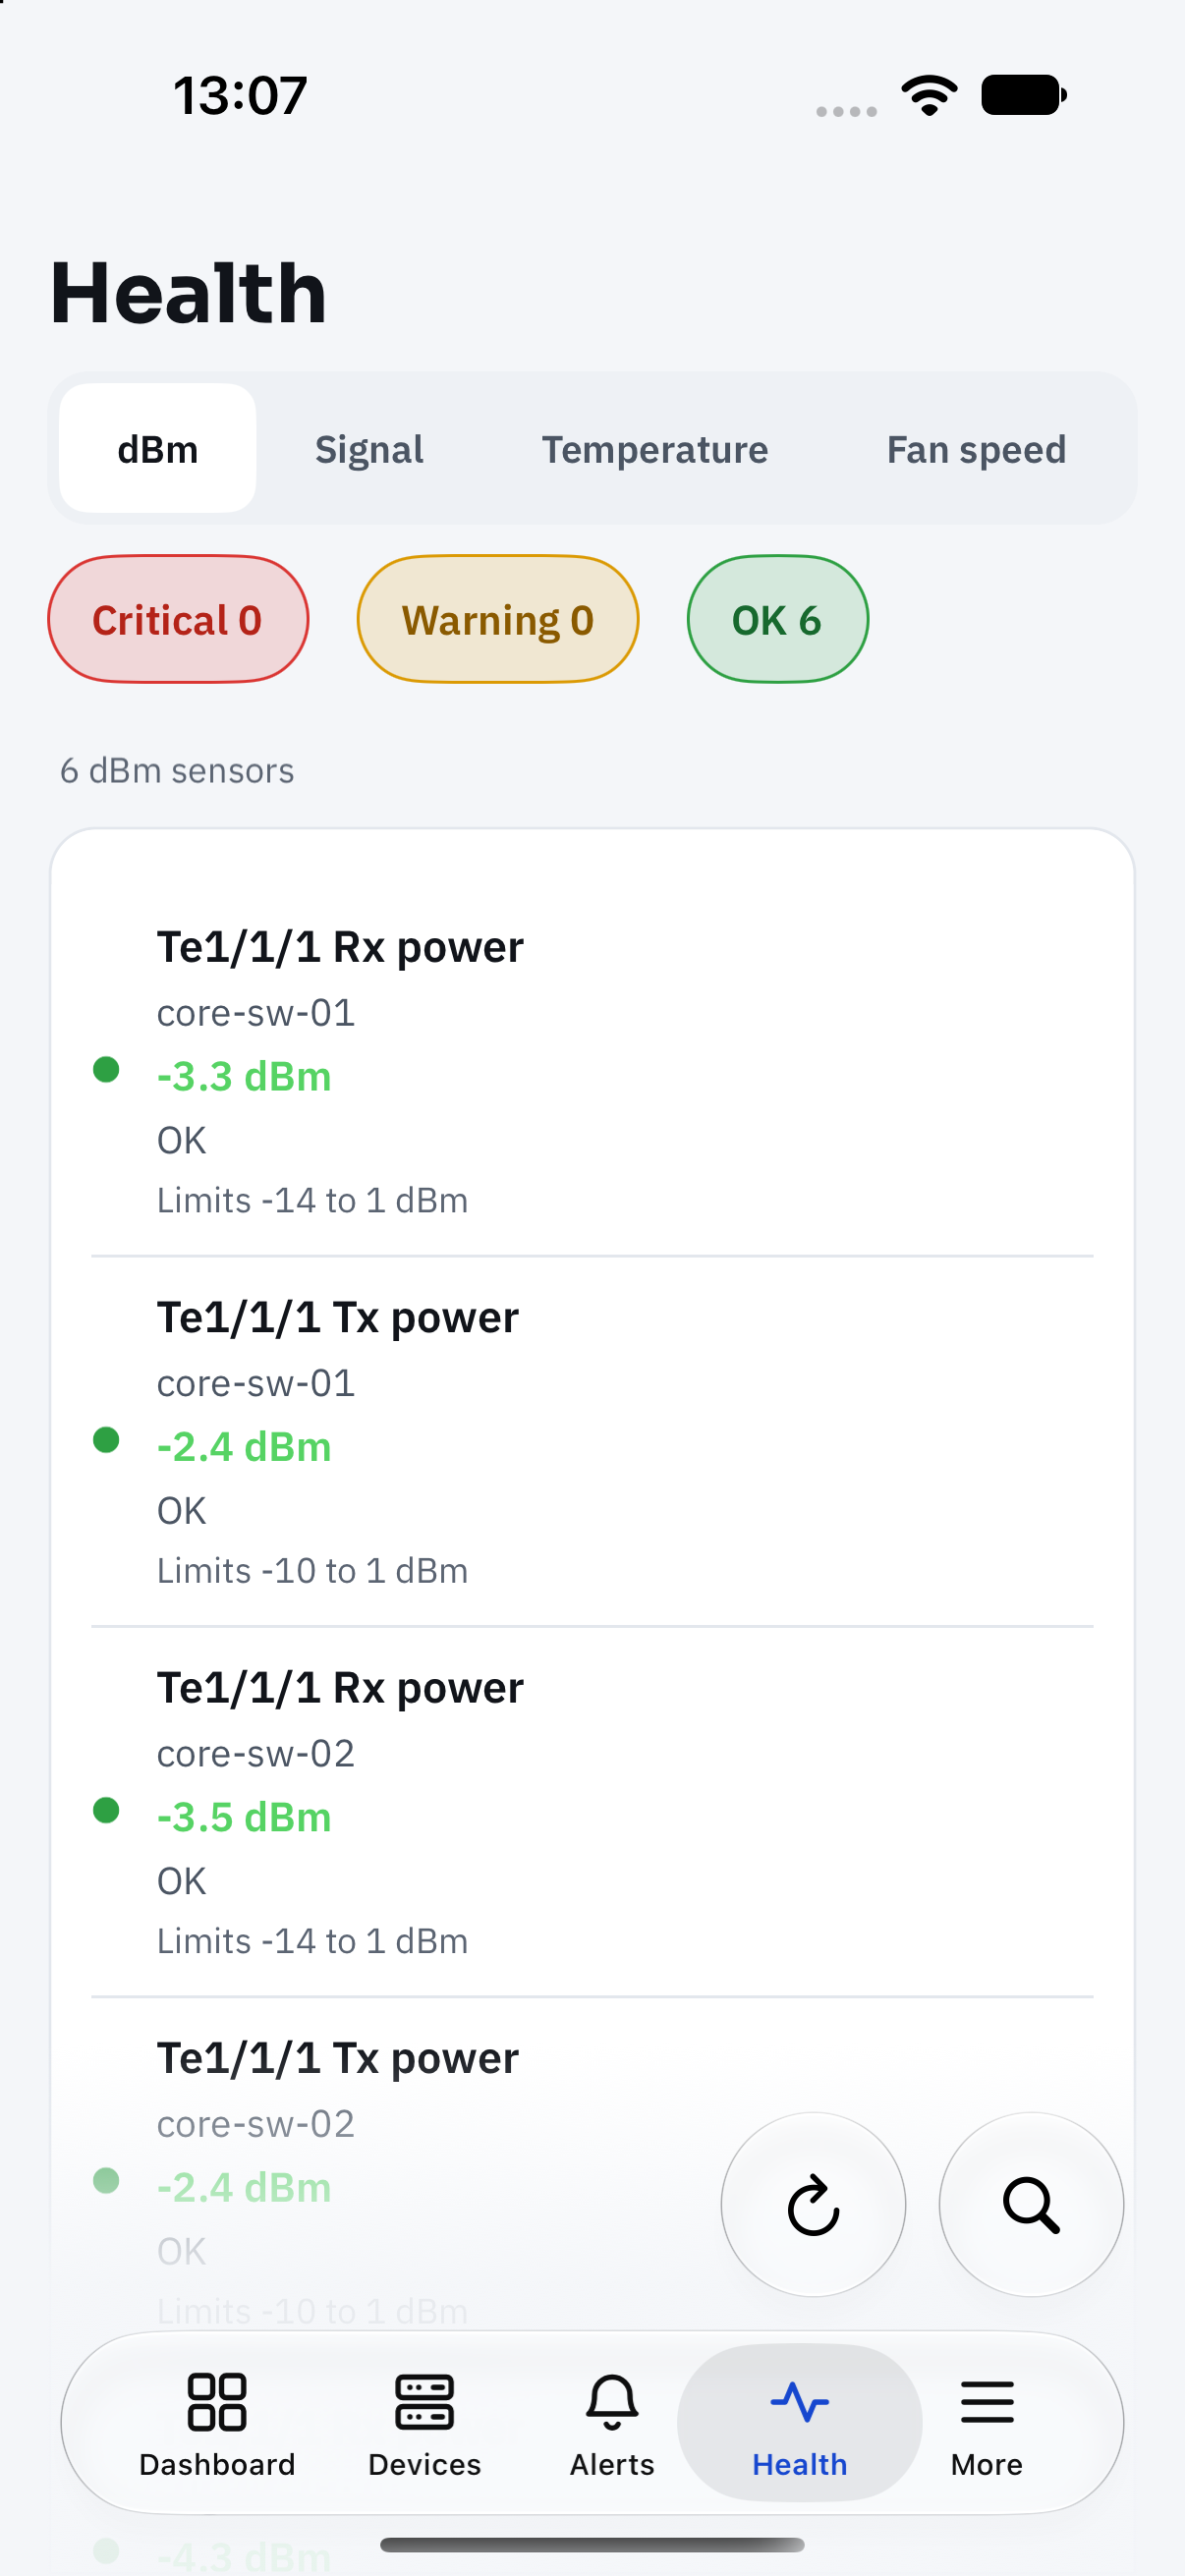 13:07
Health
dBm Signal Temperature Fan speed
Critical 0 Warning 0 OK 6
6 dBm sensors
Te1/1/1 Rx power
core-sw-01
-3.3 dBm
OK
Limits -14 to 1 dBm
Te1/1/1 Tx power
core-sw-01
-2.4 dBm
OK
Limits -10 to 1 dBm
Te1/1/1 Rx power
core-sw-02
-3.5 dBm
OK
Limits -14 to 1 dBm
Te1/1/1 Tx power
core-sw-02
-2.4 dBm
OK
Limits -10 to 1 dBm
Dashboard Devices Alerts Health More
-4.3 dBm